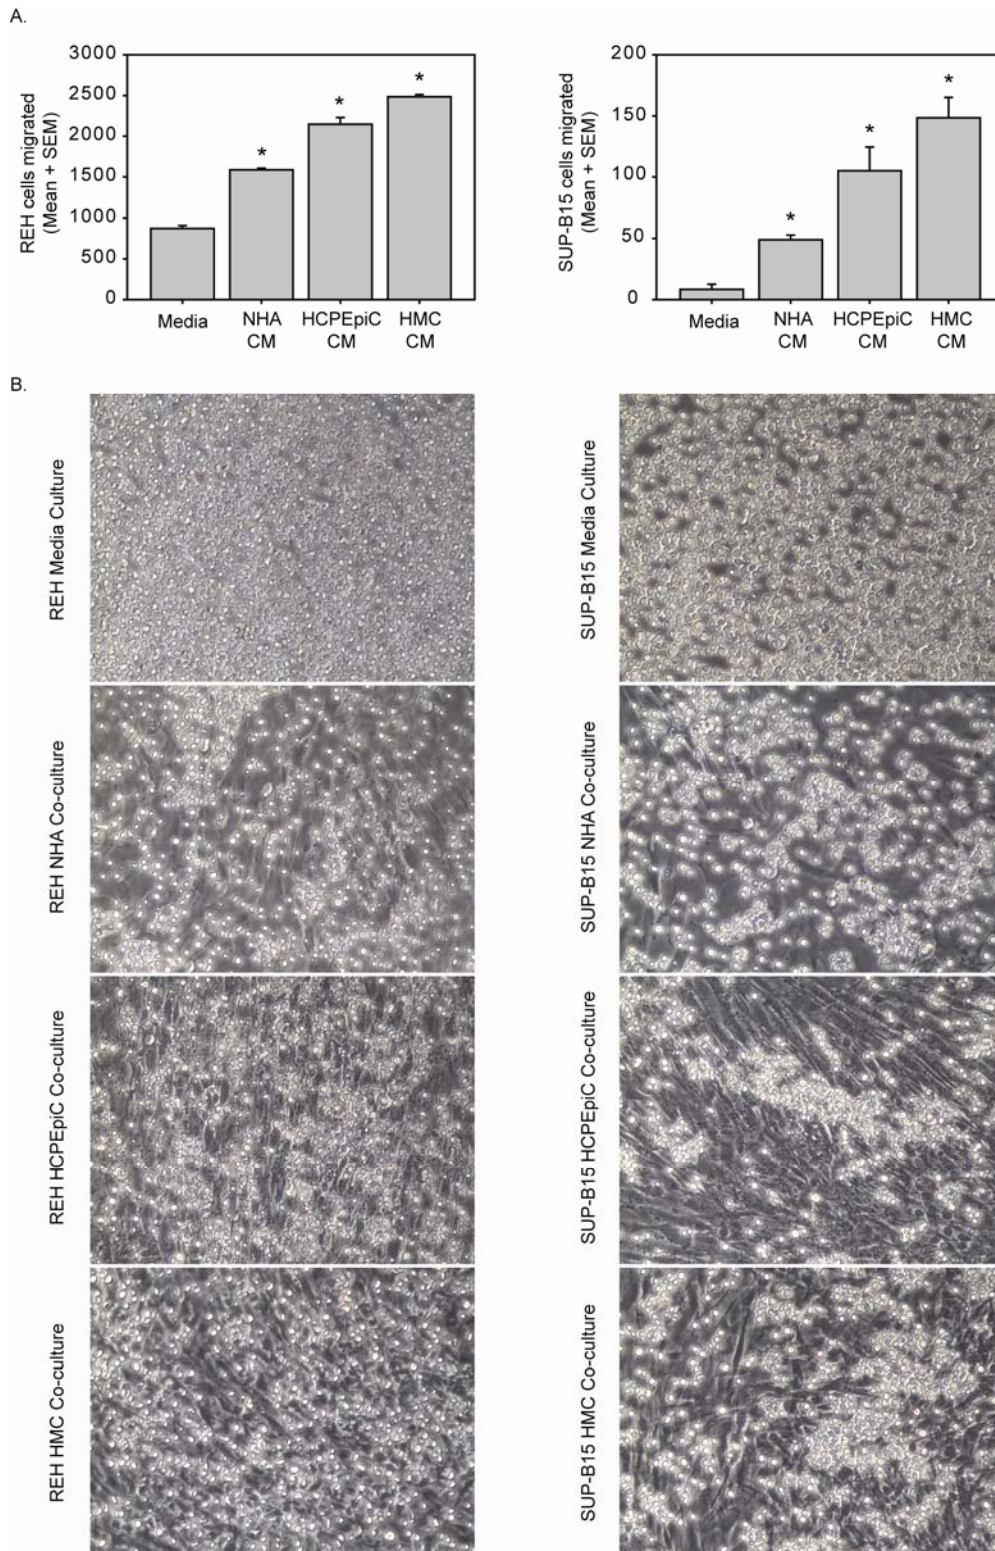 A.
REH cells migrated
(Mean + SEM)
3000
2500
2000
1500
1000
500
0
*
*
*
Media
NHA
CM
HCPEpiC
CM
HMC
CM
SUP-B15 cells migrated
(Mean + SEM)
200
150
100
50
0
*
*
*
Media
NHA
CM
HCPEpiC
CM
HMC
CM
B.
REH Media Culture
SUP-B15 Media Culture
REH NHA Co-culture
SUP-B15 NHA Co-culture
REH HCPEpiC Co-culture
SUP-B15 HCPEpiC Co-culture
REH HMC Co-culture
SUP-B15 HMC Co-culture